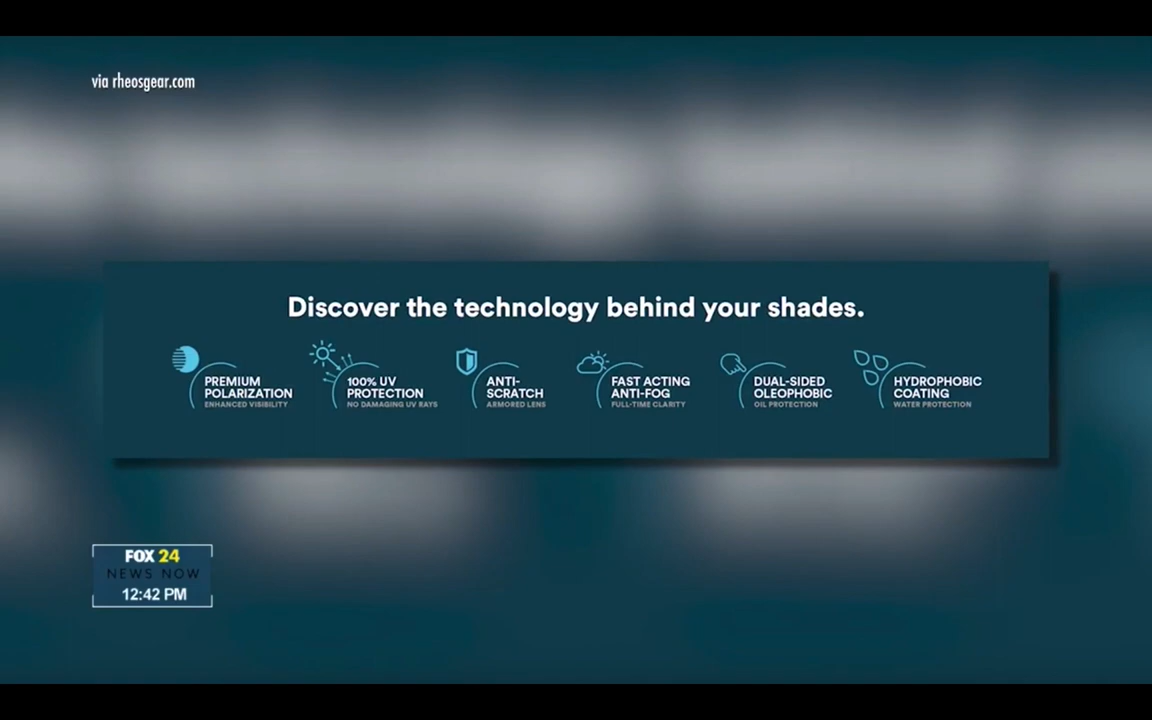 via rheosgear.com
Discover the technology behind your shades.
PREMIUM
POLARIZATION
ENHANCED VISIBILITY
100% UV
PROTECTION
NO DAMAGING UV RAYS
ANTI-
SCRATCH
ARMORED LENS
FAST ACTING
ANTI-FOG
FULL-TIME CLARITY
DUAL-SIDED
OLEOPHOBIC
OIL PROTECTION
HYDROPHOBIC
COATING
WATER PROTECTION
FOX 24
NEWS NOW
12:42 PM